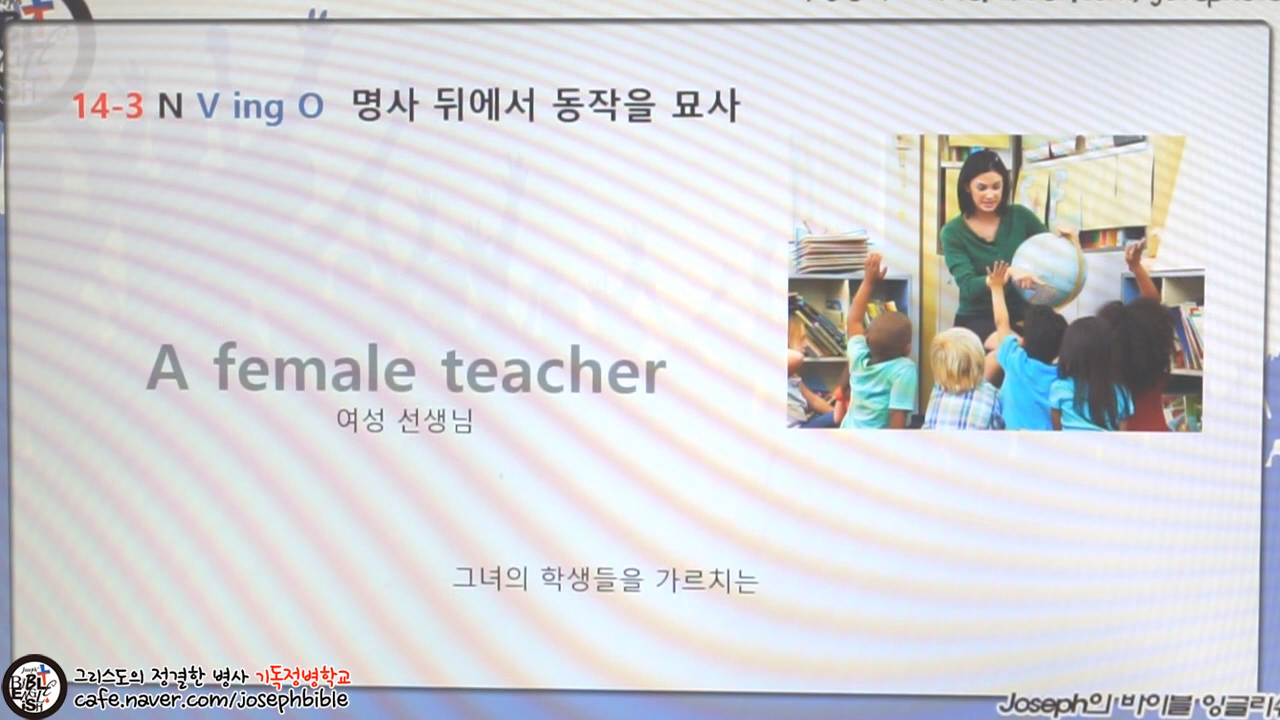 14-3 N V ing O 명사 뒤에서 동작을 묘사
A female teacher
여성 선생님
그녀의 학생들을 가르치는
그리스도의 정결한 병사 기독정병학교
cafe.naver.com/josephbible
Joseph의 바이블 잉글리